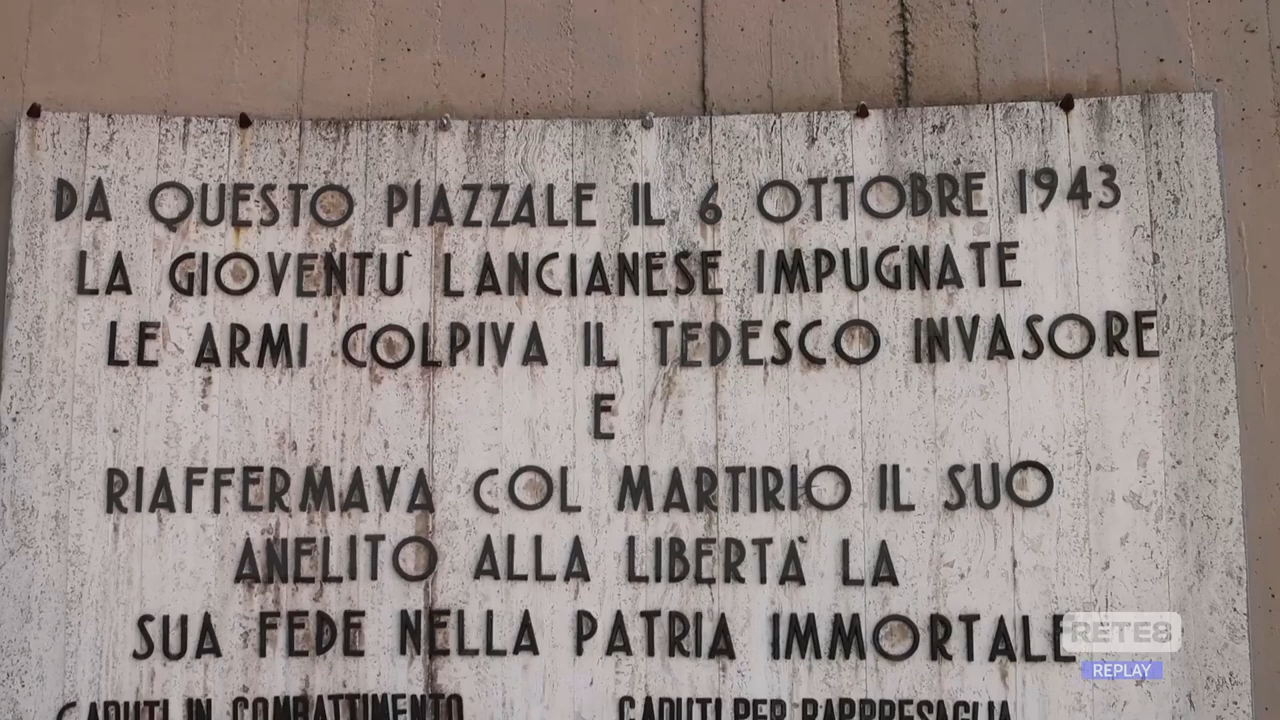 DA QUESTO PIAZZALE IL 6 OTTOBRE 1943
LA GIOVENTU' LANCIANESE IMPUGNATE
LE ARMI COLPIVA IL TEDESCO INVASORE
E
RIAFFERMAVA COL MARTIRIO IL SUO
ANELITO ALLA LIBERTA' LA
SUA FEDE NELLA PATRIA IMMORTALE
CADUTI IN COMBATTIMENTO CADUTI PER RAPPRESAGLIA
RETE8
REPLAY